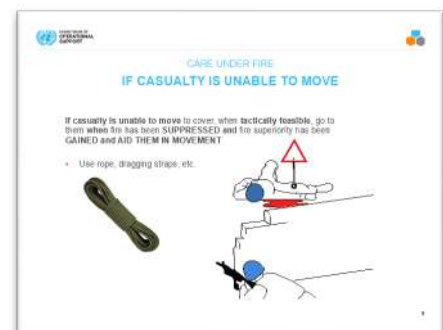 OPERATIONAL
SUPPORT
CARE UNDER FIRE
IF CASUALTY IS UNABLE TO MOVE
If casualty is unable to move to cover, when tactically feasible, go to
them when fire has been SUPPRESSED and fire superiority has been
GAINED and AID THEM IN MOVEMENT
• Use rope, dragging straps, etc.